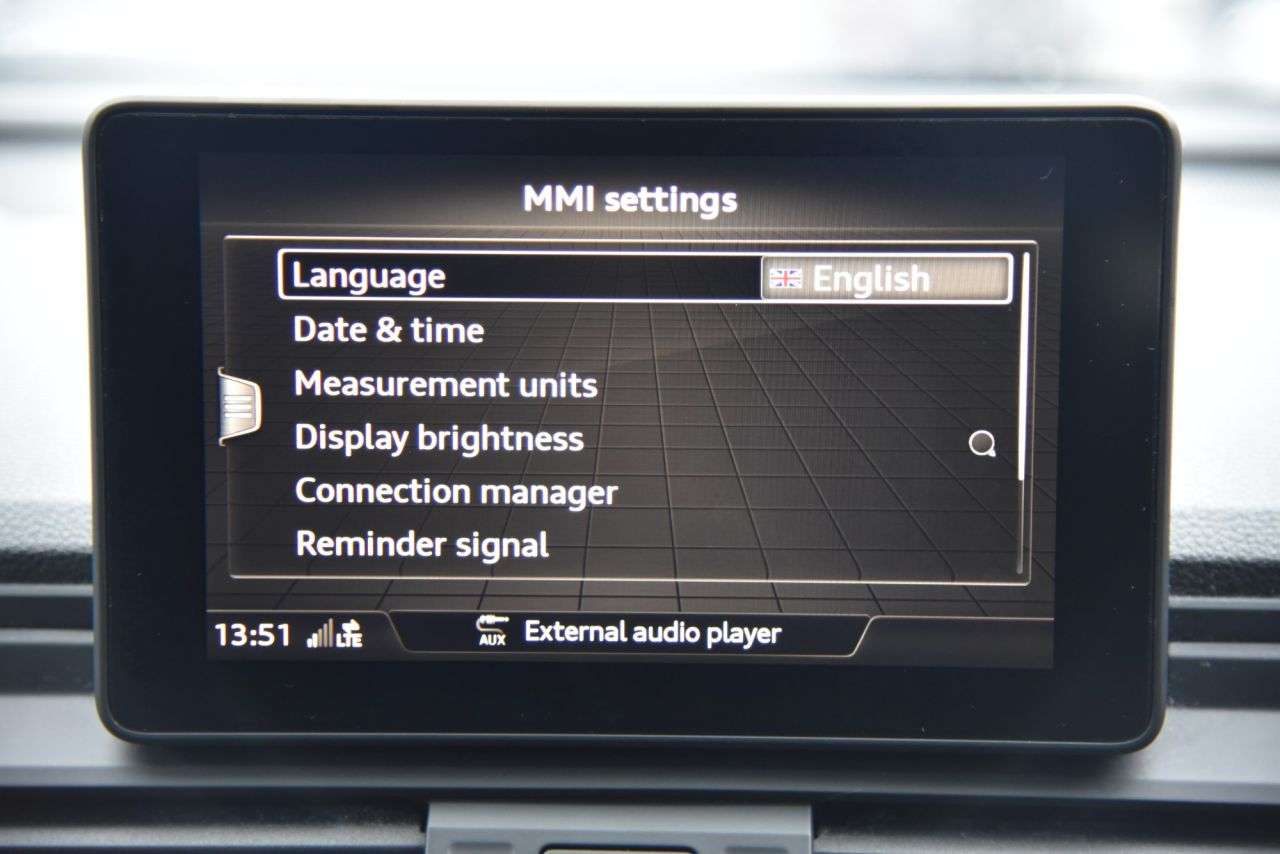 MMI settings
Language English
Date & time
Measurement units
Display brightness
Connection manager
Reminder signal
13:51 LTE AUX External audio player